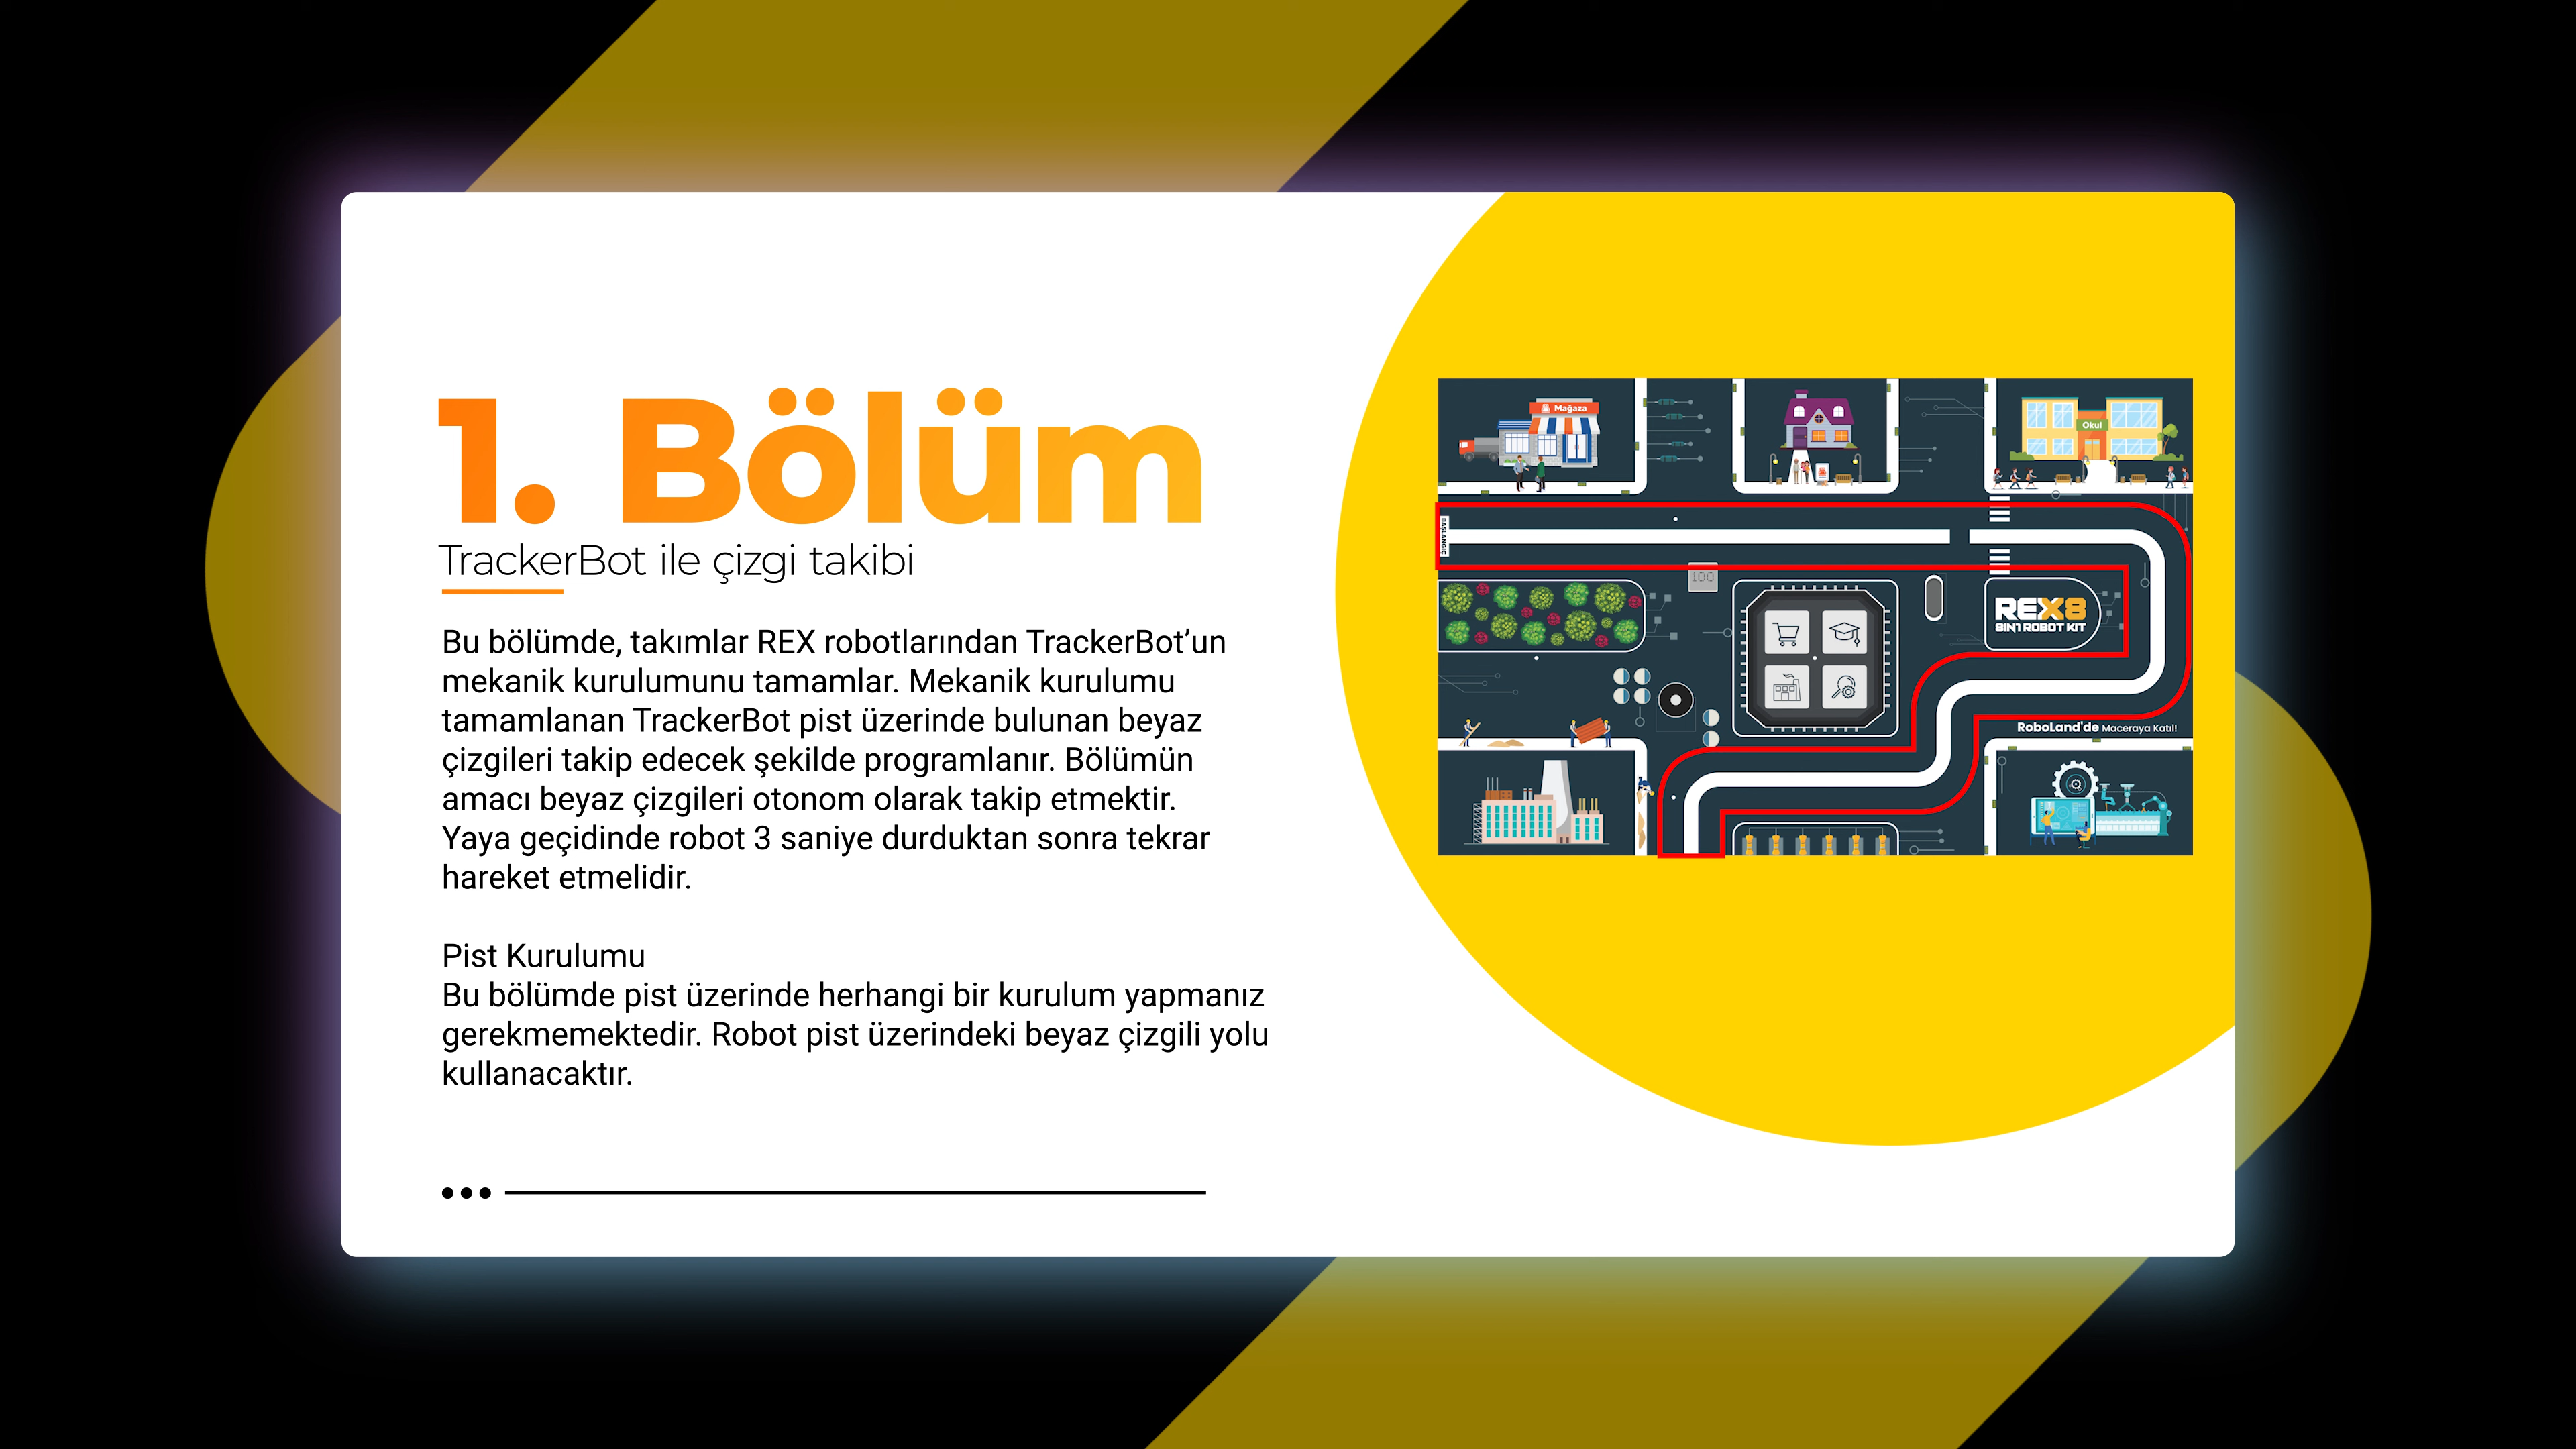 1. Bölüm
TrackerBot ile çizgi takibi
Bu bölümde, takımlar REX robotlarından TrackerBot’un
mekanik kurulumunu tamamlar. Mekanik kurulumu
tamamlanan TrackerBot pist üzerinde bulunan beyaz
çizgileri takip edecek şekilde programlanır. Bölümün
amacı beyaz çizgileri otonom olarak takip etmektir.
Yaya geçidinde robot 3 saniye durduktan sonra tekrar
hareket etmelidir.
Pist Kurulumu
Bu bölümde pist üzerinde herhangi bir kurulum yapmanız
gerekmemektedir. Robot pist üzerindeki beyaz çizgili yolu
kullanacaktır.
Mağaza
Okul
BAŞLANGIÇ
100
REX8
8IN1 ROBOT KIT
RoboLand'de Maceraya Katıl!